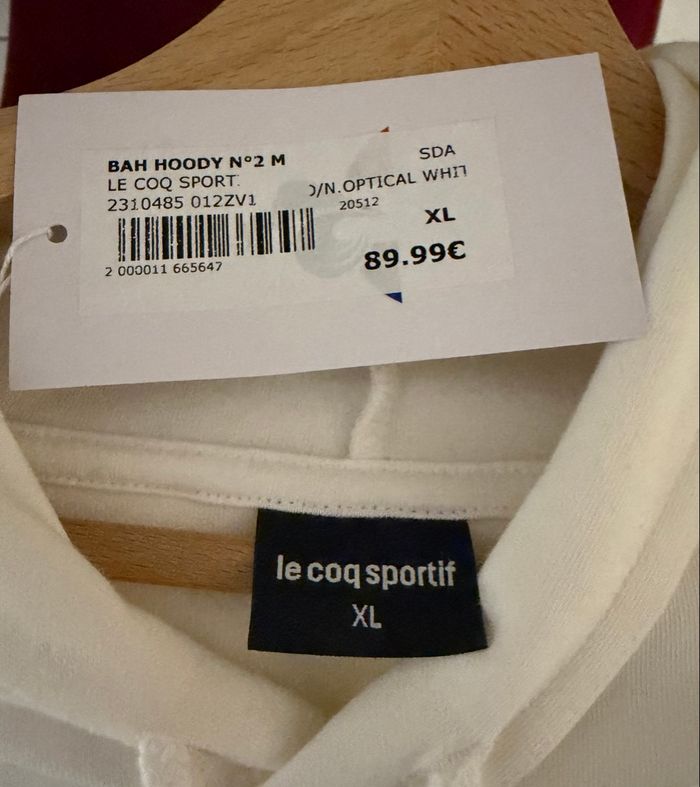 BAH HOODY N°2 M
SDA
LE COQ SPORT
/N.OPTICAL WHIT
2310485 012ZV1
20512
XL
2 000011 665647
89.99€
le coq sportif
XL